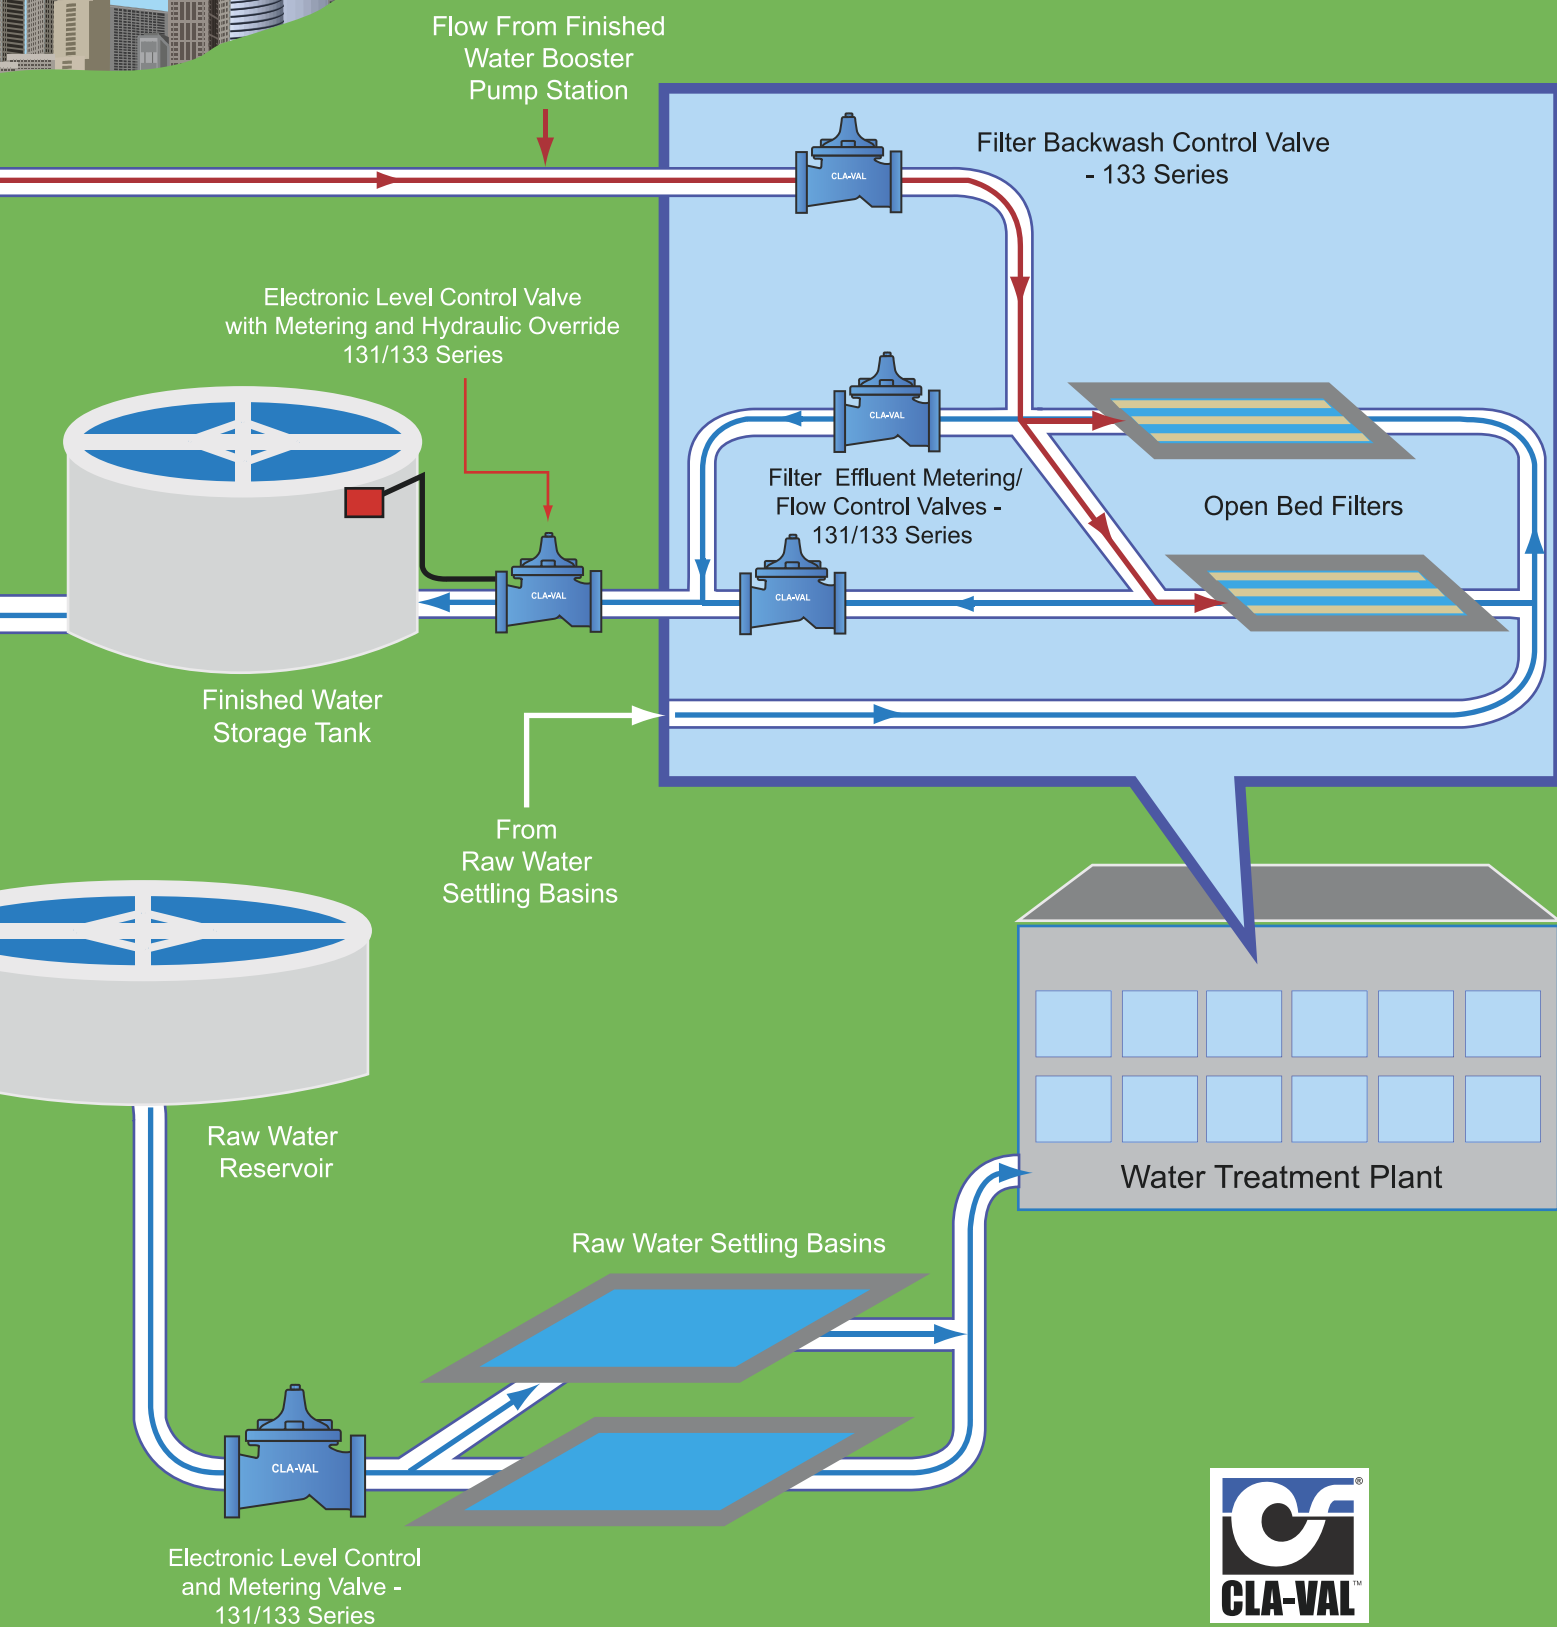 Flow From Finished
Water Booster
Pump Station
CLA-VAL
Filter Backwash Control Valve
- 133 Series
Electronic Level Control Valve
with Metering and Hydraulic Override
131/133 Series
CLA-VAL
Filter Effluent Metering/
Flow Control Valves -
131/133 Series
Open Bed Filters
CLA-VAL
CLA-VAL
Finished Water
Storage Tank
From
Raw Water
Settling Basins
Raw Water
Reservoir
Water Treatment Plant
Raw Water Settling Basins
CLA-VAL
Electronic Level Control
and Metering Valve -
131/133 Series
®
CLA-VAL™